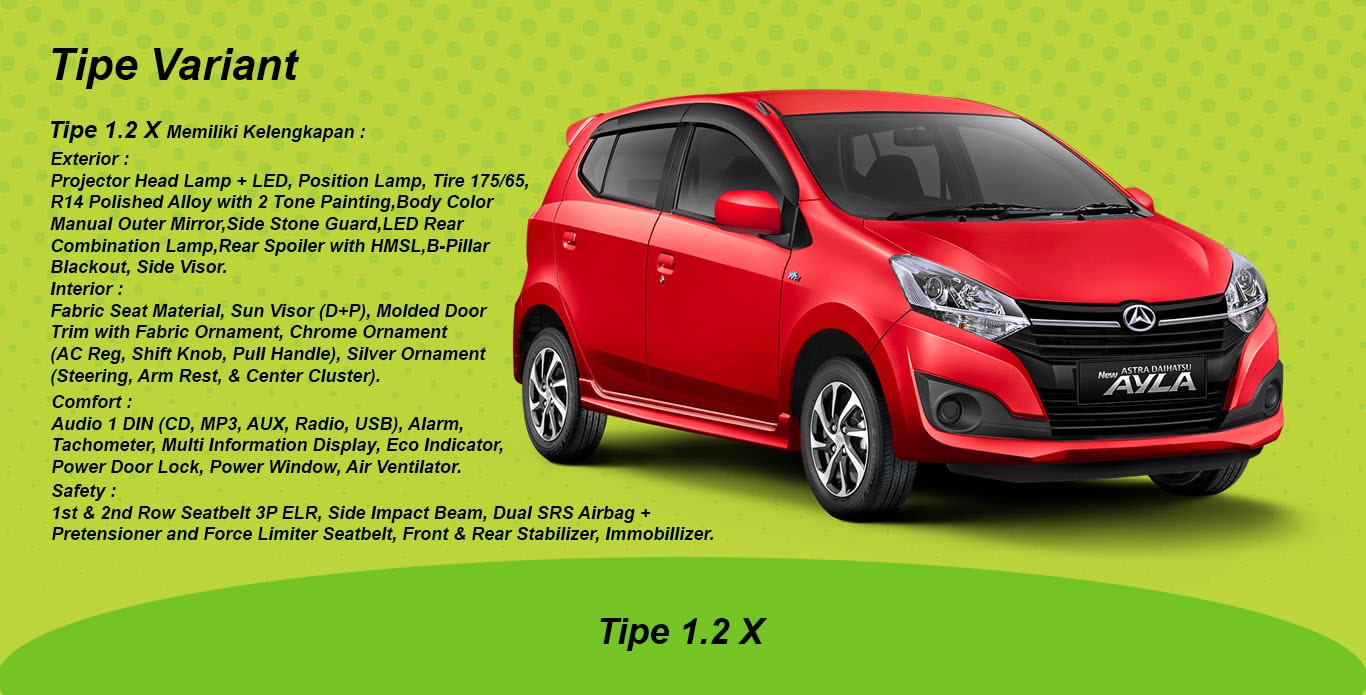 Tipe Variant
Tipe 1.2 X Memiliki Kelengkapan :
Exterior :
Projector Head Lamp + LED, Position Lamp, Tire 175/65,
R14 Polished Alloy with 2 Tone Painting,Body Color
Manual Outer Mirror,Side Stone Guard,LED Rear
Combination Lamp,Rear Spoiler with HMSL,B-Pillar
Blackout, Side Visor.
Interior :
Fabric Seat Material, Sun Visor (D+P), Molded Door
Trim with Fabric Ornament, Chrome Ornament
(AC Reg, Shift Knob, Pull Handle), Silver Ornament
(Steering, Arm Rest, & Center Cluster).
Comfort :
Audio 1 DIN (CD, MP3, AUX, Radio, USB), Alarm,
Tachometer, Multi Information Display, Eco Indicator,
Power Door Lock, Power Window, Air Ventilator.
Safety :
1st & 2nd Row Seatbelt 3P ELR, Side Impact Beam, Dual SRS Airbag +
Pretensioner and Force Limiter Seatbelt, Front & Rear Stabilizer, Immobillizer.
New ASTRA DAIHATSU
AYLA
Tipe 1.2 X